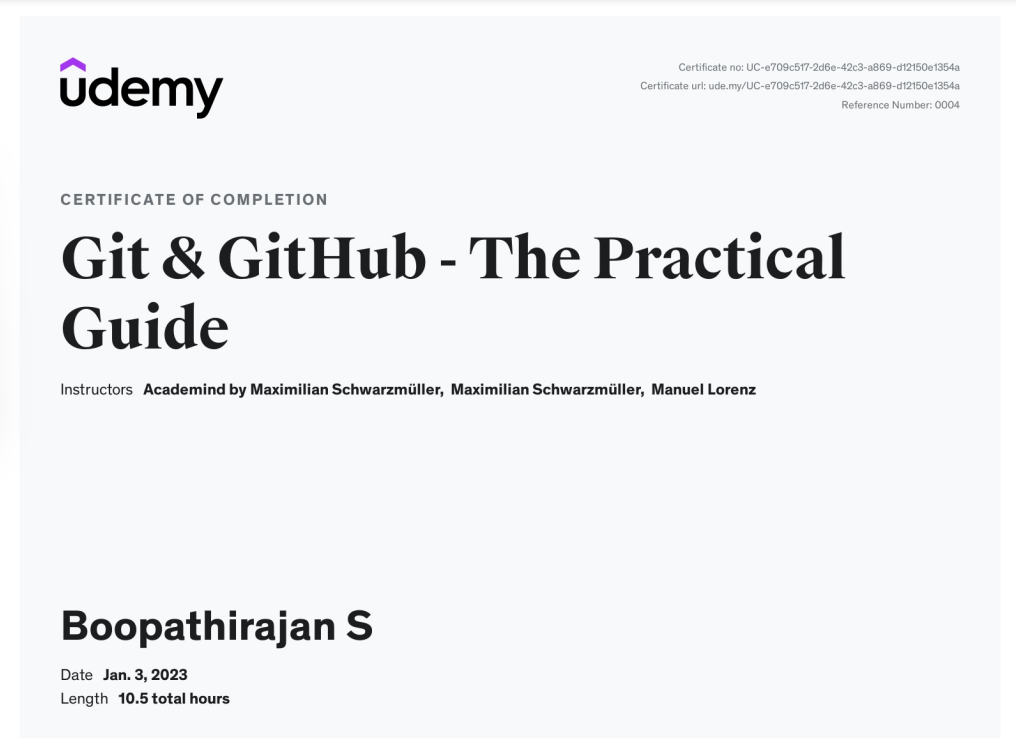 udemy
Certificate no: UC-e709c517-2d6e-42c3-a869-d12150e1354a
Certificate url: ude.my/UC-e709c517-2d6e-42c3-a869-d12150e1354a
Reference Number: 0004
CERTIFICATE OF COMPLETION
Git & GitHub - The Practical
Guide
Instructors Academind by Maximilian Schwarzmüller, Maximilian Schwarzmüller, Manuel Lorenz
Boopathirajan S
Date Jan. 3, 2023
Length 10.5 total hours